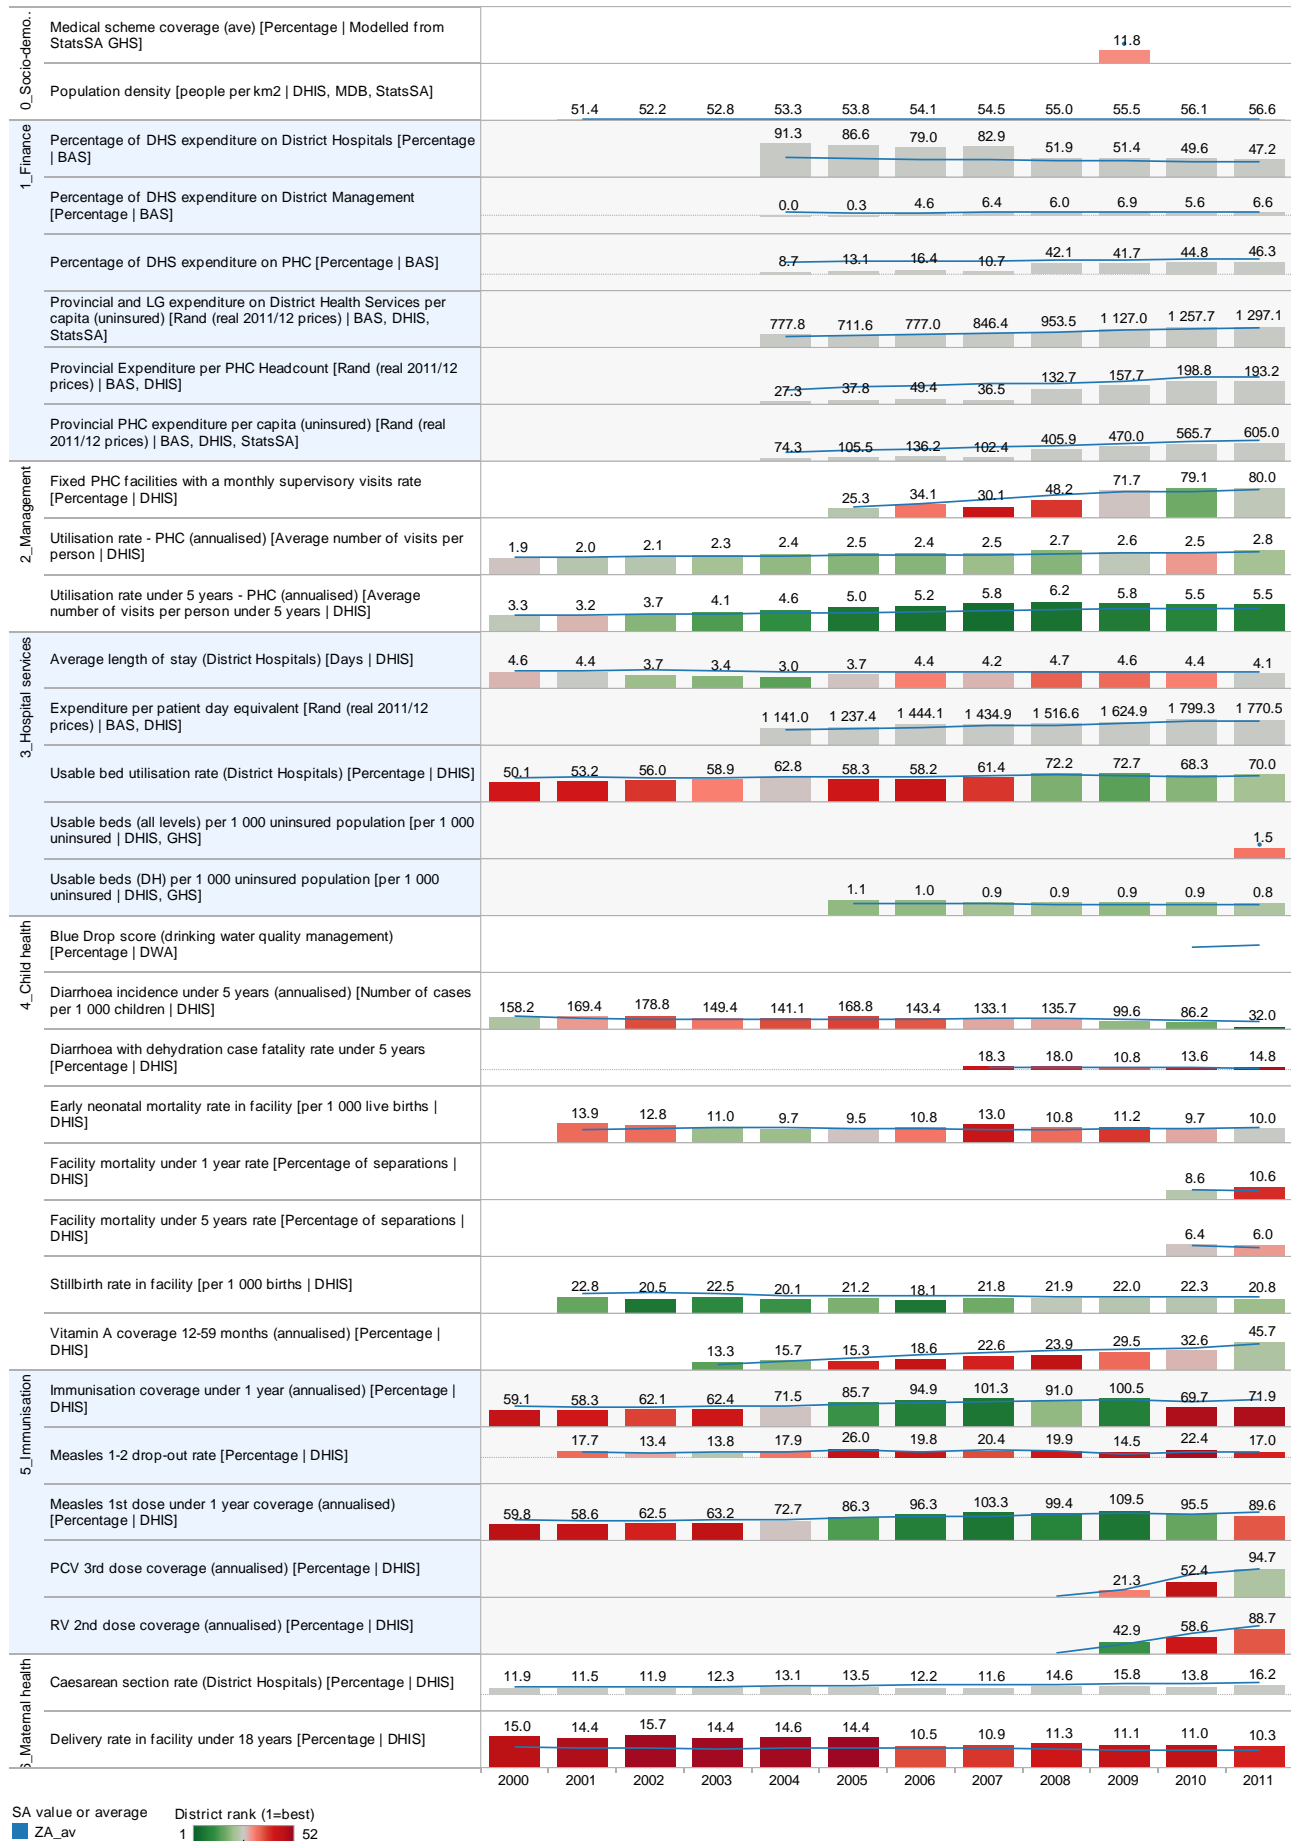 0_Socio-demo..
Medical scheme coverage (ave) [Percentage | Modelled from
StatsSA GHS]
11.8
Population density [people per km2 | DHIS, MDB, StatsSA]
51.4 52.2 52.8 53.3 53.8 54.1 54.5 55.0 55.5 56.1 56.6
1_Finance
Percentage of DHS expenditure on District Hospitals [Percentage
| BAS]
91.3 86.6 79.0 82.9 51.9 51.4 49.6 47.2
Percentage of DHS expenditure on District Management
[Percentage | BAS]
0.0 0.3 4.6 6.4 6.0 6.9 5.6 6.6
Percentage of DHS expenditure on PHC [Percentage | BAS]
8.7 13.1 16.4 10.7 42.1 41.7 44.8 46.3
Provincial and LG expenditure on District Health Services per
capita (uninsured) [Rand (real 2011/12 prices) | BAS, DHIS,
StatsSA]
777.8 711.6 777.0 846.4 953.5 1 127.0 1 257.7 1 297.1
Provincial Expenditure per PHC Headcount [Rand (real 2011/12
prices) | BAS, DHIS]
27.3 37.8 49.4 36.5 132.7 157.7 198.8 193.2
Provincial PHC expenditure per capita (uninsured) [Rand (real
2011/12 prices) | BAS, DHIS, StatsSA]
74.3 105.5 136.2 102.4 405.9 470.0 565.7 605.0
2_Management
Fixed PHC facilities with a monthly supervisory visits rate
[Percentage | DHIS]
25.3 34.1 30.1 48.2 71.7 79.1 80.0
Utilisation rate - PHC (annualised) [Average number of visits per
person | DHIS]
1.9 2.0 2.1 2.3 2.4 2.5 2.4 2.5 2.7 2.6 2.5 2.8
Utilisation rate under 5 years - PHC (annualised) [Average
number of visits per person under 5 years | DHIS]
3.3 3.2 3.7 4.1 4.6 5.0 5.2 5.8 6.2 5.8 5.5 5.5
3_Hospital services
Average length of stay (District Hospitals) [Days | DHIS]
4.6 4.4 3.7 3.4 3.0 3.7 4.4 4.2 4.7 4.6 4.4 4.1
Expenditure per patient day equivalent [Rand (real 2011/12
prices) | BAS, DHIS]
1 141.0 1 237.4 1 444.1 1 434.9 1 516.6 1 624.9 1 799.3 1 770.5
Usable bed utilisation rate (District Hospitals) [Percentage | DHIS]
50.1 53.2 56.0 58.9 62.8 58.3 58.2 61.4 72.2 72.7 68.3 70.0
Usable beds (all levels) per 1 000 uninsured population [per 1 000
uninsured | DHIS, GHS]
1.5
Usable beds (DH) per 1 000 uninsured population [per 1 000
uninsured | DHIS, GHS]
1.1 1.0 0.9 0.9 0.9 0.9 0.8
4_Child health
Blue Drop score (drinking water quality management)
[Percentage | DWA]
Diarrhoea incidence under 5 years (annualised) [Number of cases
per 1 000 children | DHIS]
158.2 169.4 178.8 149.4 141.1 168.8 143.4 133.1 135.7 99.6 86.2 32.0
Diarrhoea with dehydration case fatality rate under 5 years
[Percentage | DHIS]
18.3 18.0 10.8 13.6 14.8
Early neonatal mortality rate in facility [per 1 000 live births |
DHIS]
13.9 12.8 11.0 9.7 9.5 10.8 13.0 10.8 11.2 9.7 10.0
Facility mortality under 1 year rate [Percentage of separations |
DHIS]
8.6 10.6
Facility mortality under 5 years rate [Percentage of separations |
DHIS]
6.4 6.0
Stillbirth rate in facility [per 1 000 births | DHIS]
22.8 20.5 22.5 20.1 21.2 18.1 21.8 21.9 22.0 22.3 20.8
Vitamin A coverage 12-59 months (annualised) [Percentage |
DHIS]
13.3 15.7 15.3 18.6 22.6 23.9 29.5 32.6 45.7
5_Immunisation
Immunisation coverage under 1 year (annualised) [Percentage |
DHIS]
59.1 58.3 62.1 62.4 71.5 85.7 94.9 101.3 91.0 100.5 69.7 71.9
Measles 1-2 drop-out rate [Percentage | DHIS]
17.7 13.4 13.8 17.9 26.0 19.8 20.4 19.9 14.5 22.4 17.0
Measles 1st dose under 1 year coverage (annualised)
[Percentage | DHIS]
59.8 58.6 62.5 63.2 72.7 86.3 96.3 103.3 99.4 109.5 95.5 89.6
PCV 3rd dose coverage (annualised) [Percentage | DHIS]
21.3 52.4 94.7
RV 2nd dose coverage (annualised) [Percentage | DHIS]
42.9 58.6 88.7
6_Maternal health
Caesarean section rate (District Hospitals) [Percentage | DHIS]
11.9 11.5 11.9 12.3 13.1 13.5 12.2 11.6 14.6 15.8 13.8 16.2
Delivery rate in facility under 18 years [Percentage | DHIS]
15.0 14.4 15.7 14.4 14.6 14.4 10.5 10.9 11.3 11.1 11.0 10.3
2000 2001 2002 2003 2004 2005 2006 2007 2008 2009 2010 2011
SA value or average
ZA_av
District rank (1=best)
1 52